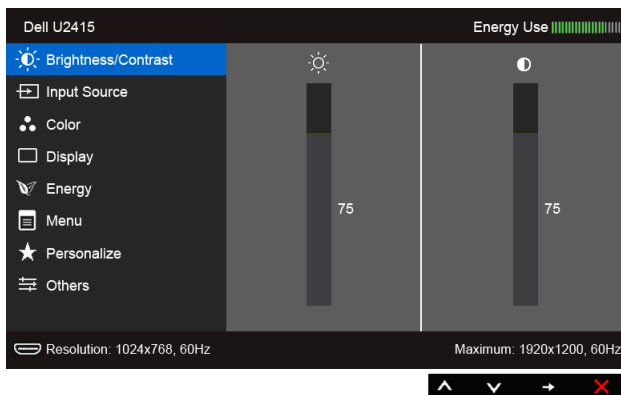 Dell U2415
Energy Use
Brightness/Contrast
Input Source
Color
Display
Energy
Menu
Personalize
Others
75
75
Resolution: 1024x768, 60Hz
Maximum: 1920x1200, 60Hz